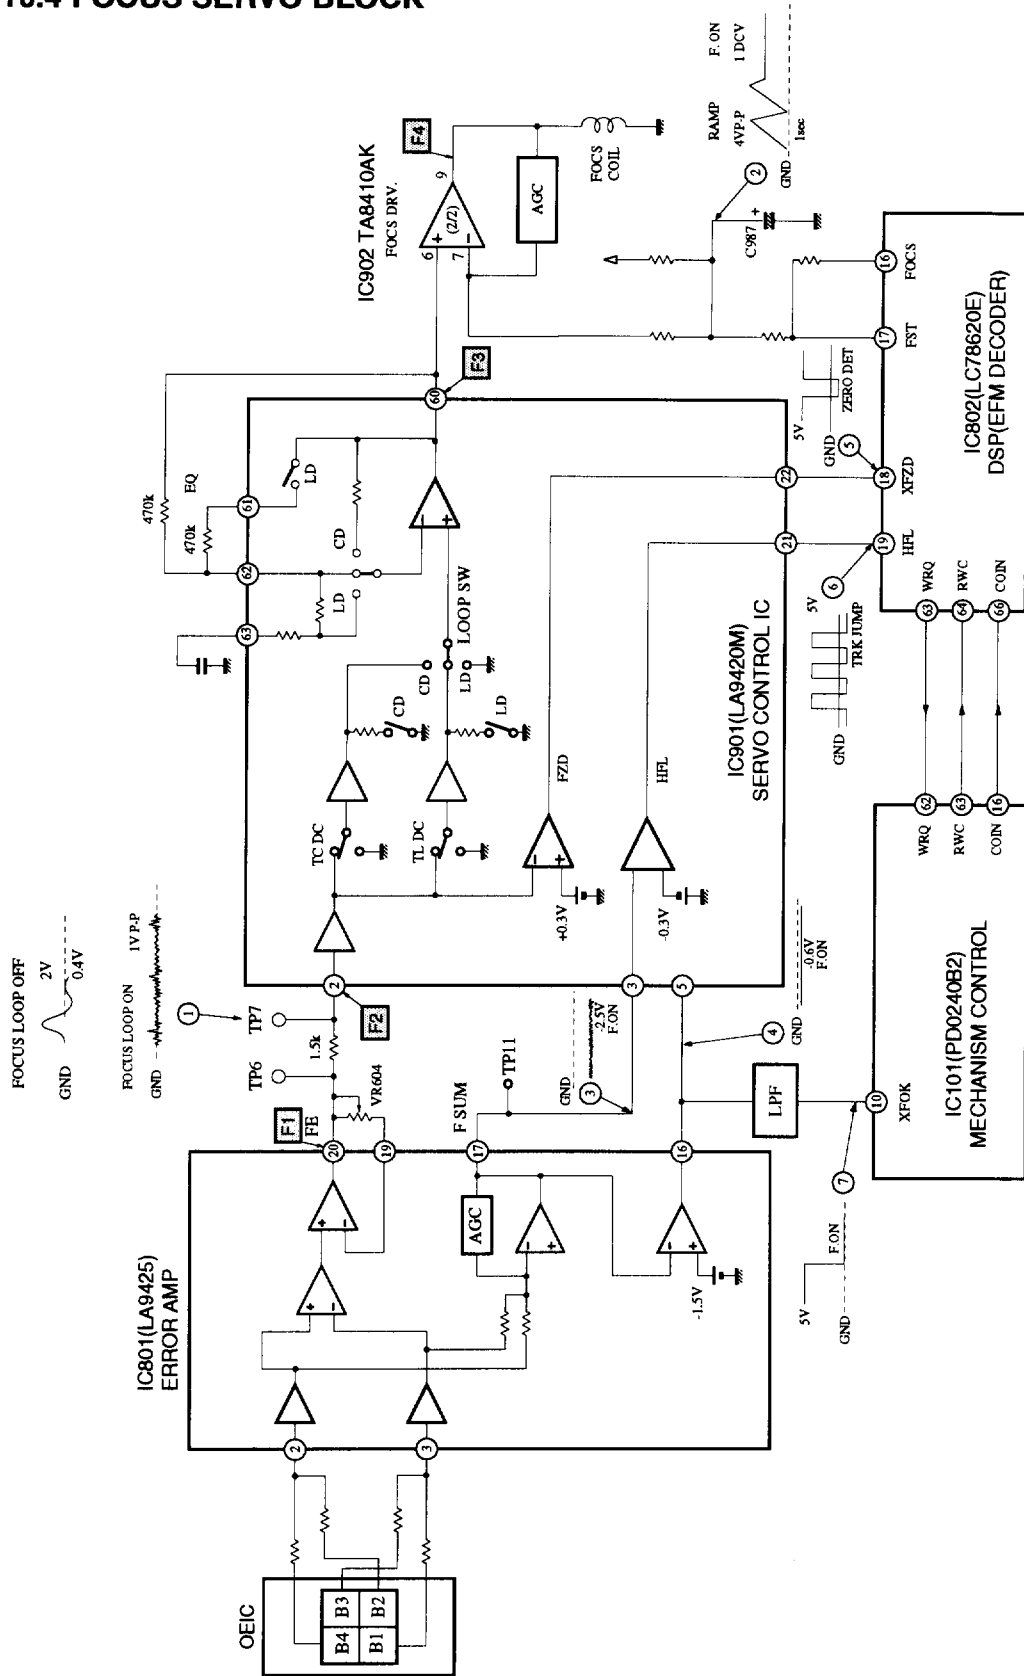 10.4 FOCUS SERVO BLOCK
FOCUS LOOP OFF
2V
GND
0.4V
FOCUS LOOP ON
1V P-P
GND
OEIC
B4
B3
B1
B2
IC801(LA9425)
ERROR AMP
2
3
+
-
+
-
F1
FE
20
19
VR604
TP6
1.5k
TP7
1
F2
2
AGC
F SUM
17
TP11
-
+
-
+
-1.5V
16
GND
-2.5V
F.ON
3
3
5
4
GND
-0.6V
F.ON
LPF
5V
F.ON
GND
7
10
XFOK
IC101(PD0240B2)
MECHANISM CONTROL
TC DC
TL DC
CD
LD
CD
LD
LOOP SW
63
62
61
470k
470k
EQ
LD
CD
LD
-
+
60
F3
-
+
+0.3V
FZD
-0.3V
HFL
IC901(LA9420M)
SERVO CONTROL IC
22
21
IC902 TA8410AK
FOCS DRV.
6
7
+
-
(2/2)
9
F4
AGC
FOCS
COIL
RAMP
4VP-P
F. ON
1 DCV
GND
1sec
2
C987
+
5V
GND
ZERO DET
5
5V
GND
TRK JUMP
6
16
FOCS
17
FST
18
XFZD
19
HFL
IC802(LC78620E)
DSP(EFM DECODER)
WRQ
62
63
WRQ
RWC
63
64
RWC
COIN
16
66
COIN